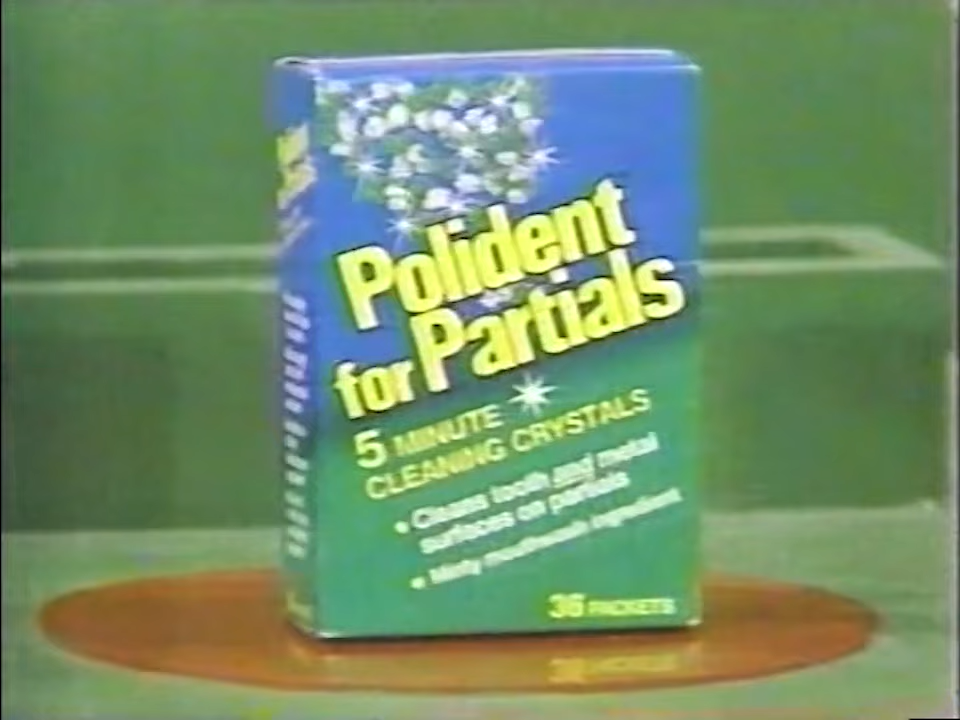 Polident
for Partials
5 MINUTE
CLEANING CRYSTALS
• Cleans tooth and metal
surfaces on partials
• Minty mouthwash ingredient
36 PACKETS